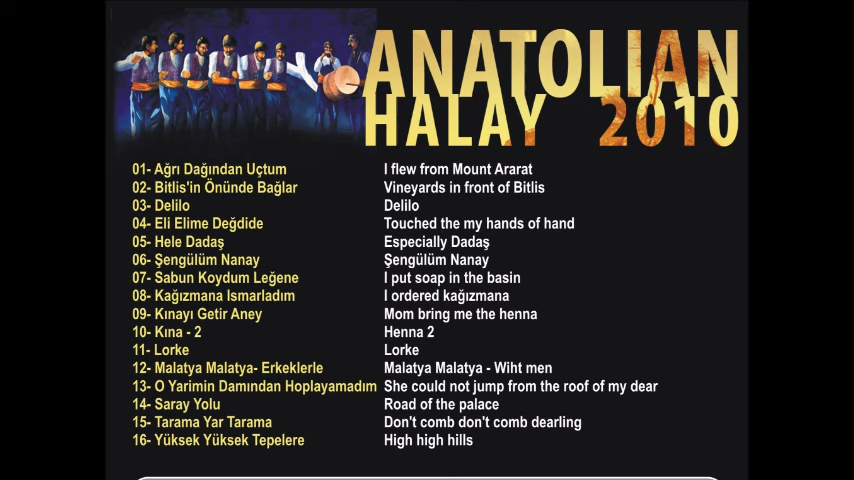 ANATOLIAN
HALAY 2010
01- Ağrı Dağından Uçtum I flew from Mount Ararat
02- Bitlis'in Önünde Bağlar Vineyards in front of Bitlis
03- Delilo Delilo
04- Eli Elime Değdide Touched the my hands of hand
05- Hele Dadaş Especially Dadaş
06- Şengülüm Nanay Şengülüm Nanay
07- Sabun Koydum Leğene I put soap in the basin
08- Kağızmana Ismarladım I ordered kağızmana
09- Kınayı Getir Aney Mom bring me the henna
10- Kına - 2 Henna 2
11- Lorke Lorke
12- Malatya Malatya- Erkeklerle Malatya Malatya - Wiht men
13- O Yarimin Damından Hoplayamadım She could not jump from the roof of my dear
14- Saray Yolu Road of the palace
15- Tarama Yar Tarama Don't comb don't comb dearling
16- Yüksek Yüksek Tepelere High high hills